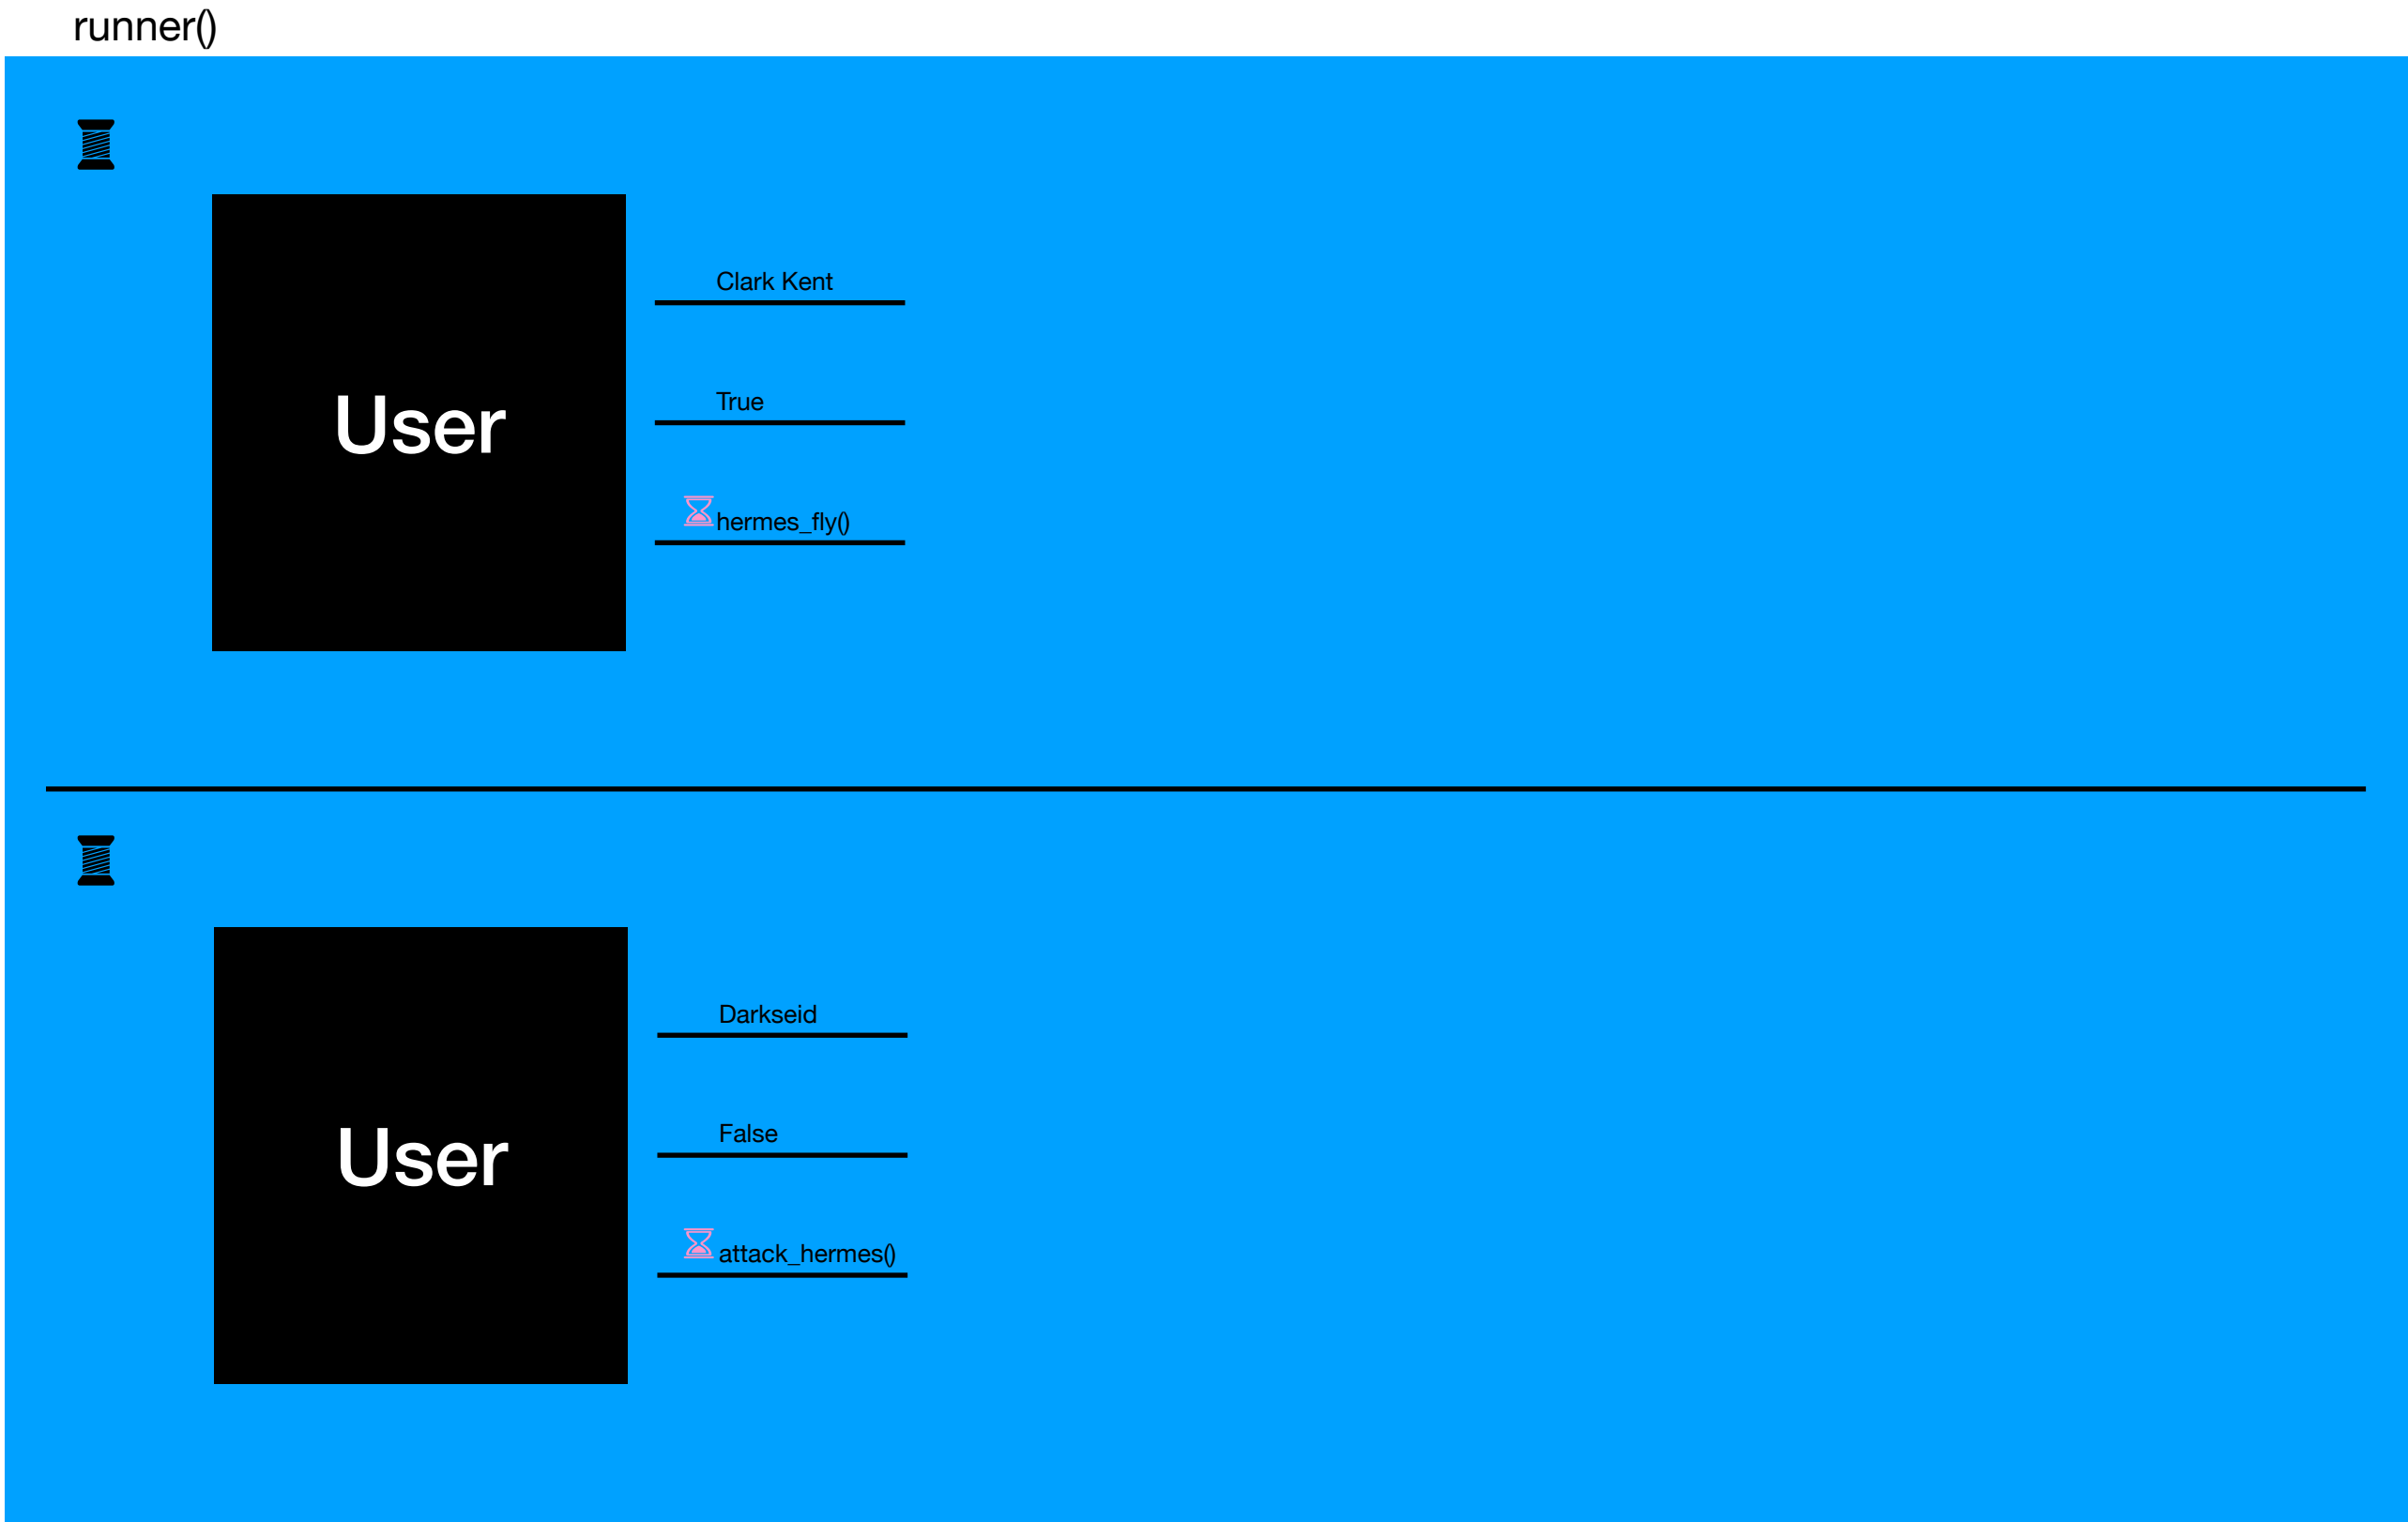 runner()
User
Clark Kent
True
hermes_fly()
User
Darkseid
False
attack_hermes()